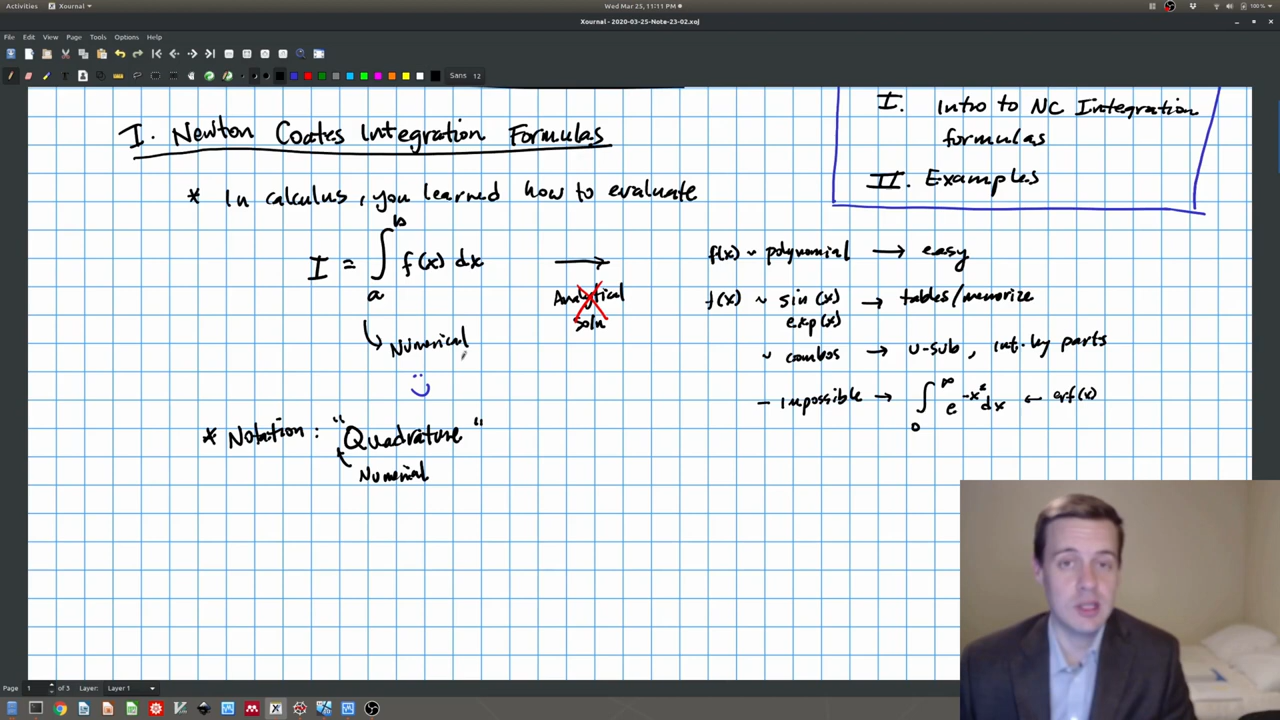 Activities Xournal Wed Mar 25, 11:11 PM 100 %
Xournal - 2020-03-25-Note-23-02.xoj
File Edit View Page Tools Options Help
Sans 12
I. Newton Coates Integration Formulas
* In calculus, you learned how to evaluate
I = ∫ₐᵇ f(x) dx →
Analytical
Soln
Numerical
* Notation: "Quadrature"
Numerical
I. Intro to NC Integration
formulas
II. Examples
f(x) ~ polynomial → easy
f(x) ~ sin(x) → tables/memorize
exp(x)
~ combos → u-sub, int. by parts
- impossible → ∫₀^∞ e^-x² dx ← erf(x)
Page 1 of 3 Layer: Layer 1